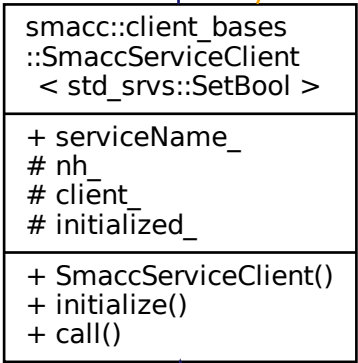 smacc::client_bases
::SmaccServiceClient
< std_srvs::SetBool >
+ serviceName_
# nh_
# client_
# initialized_
+ SmaccServiceClient()
+ initialize()
+ call()